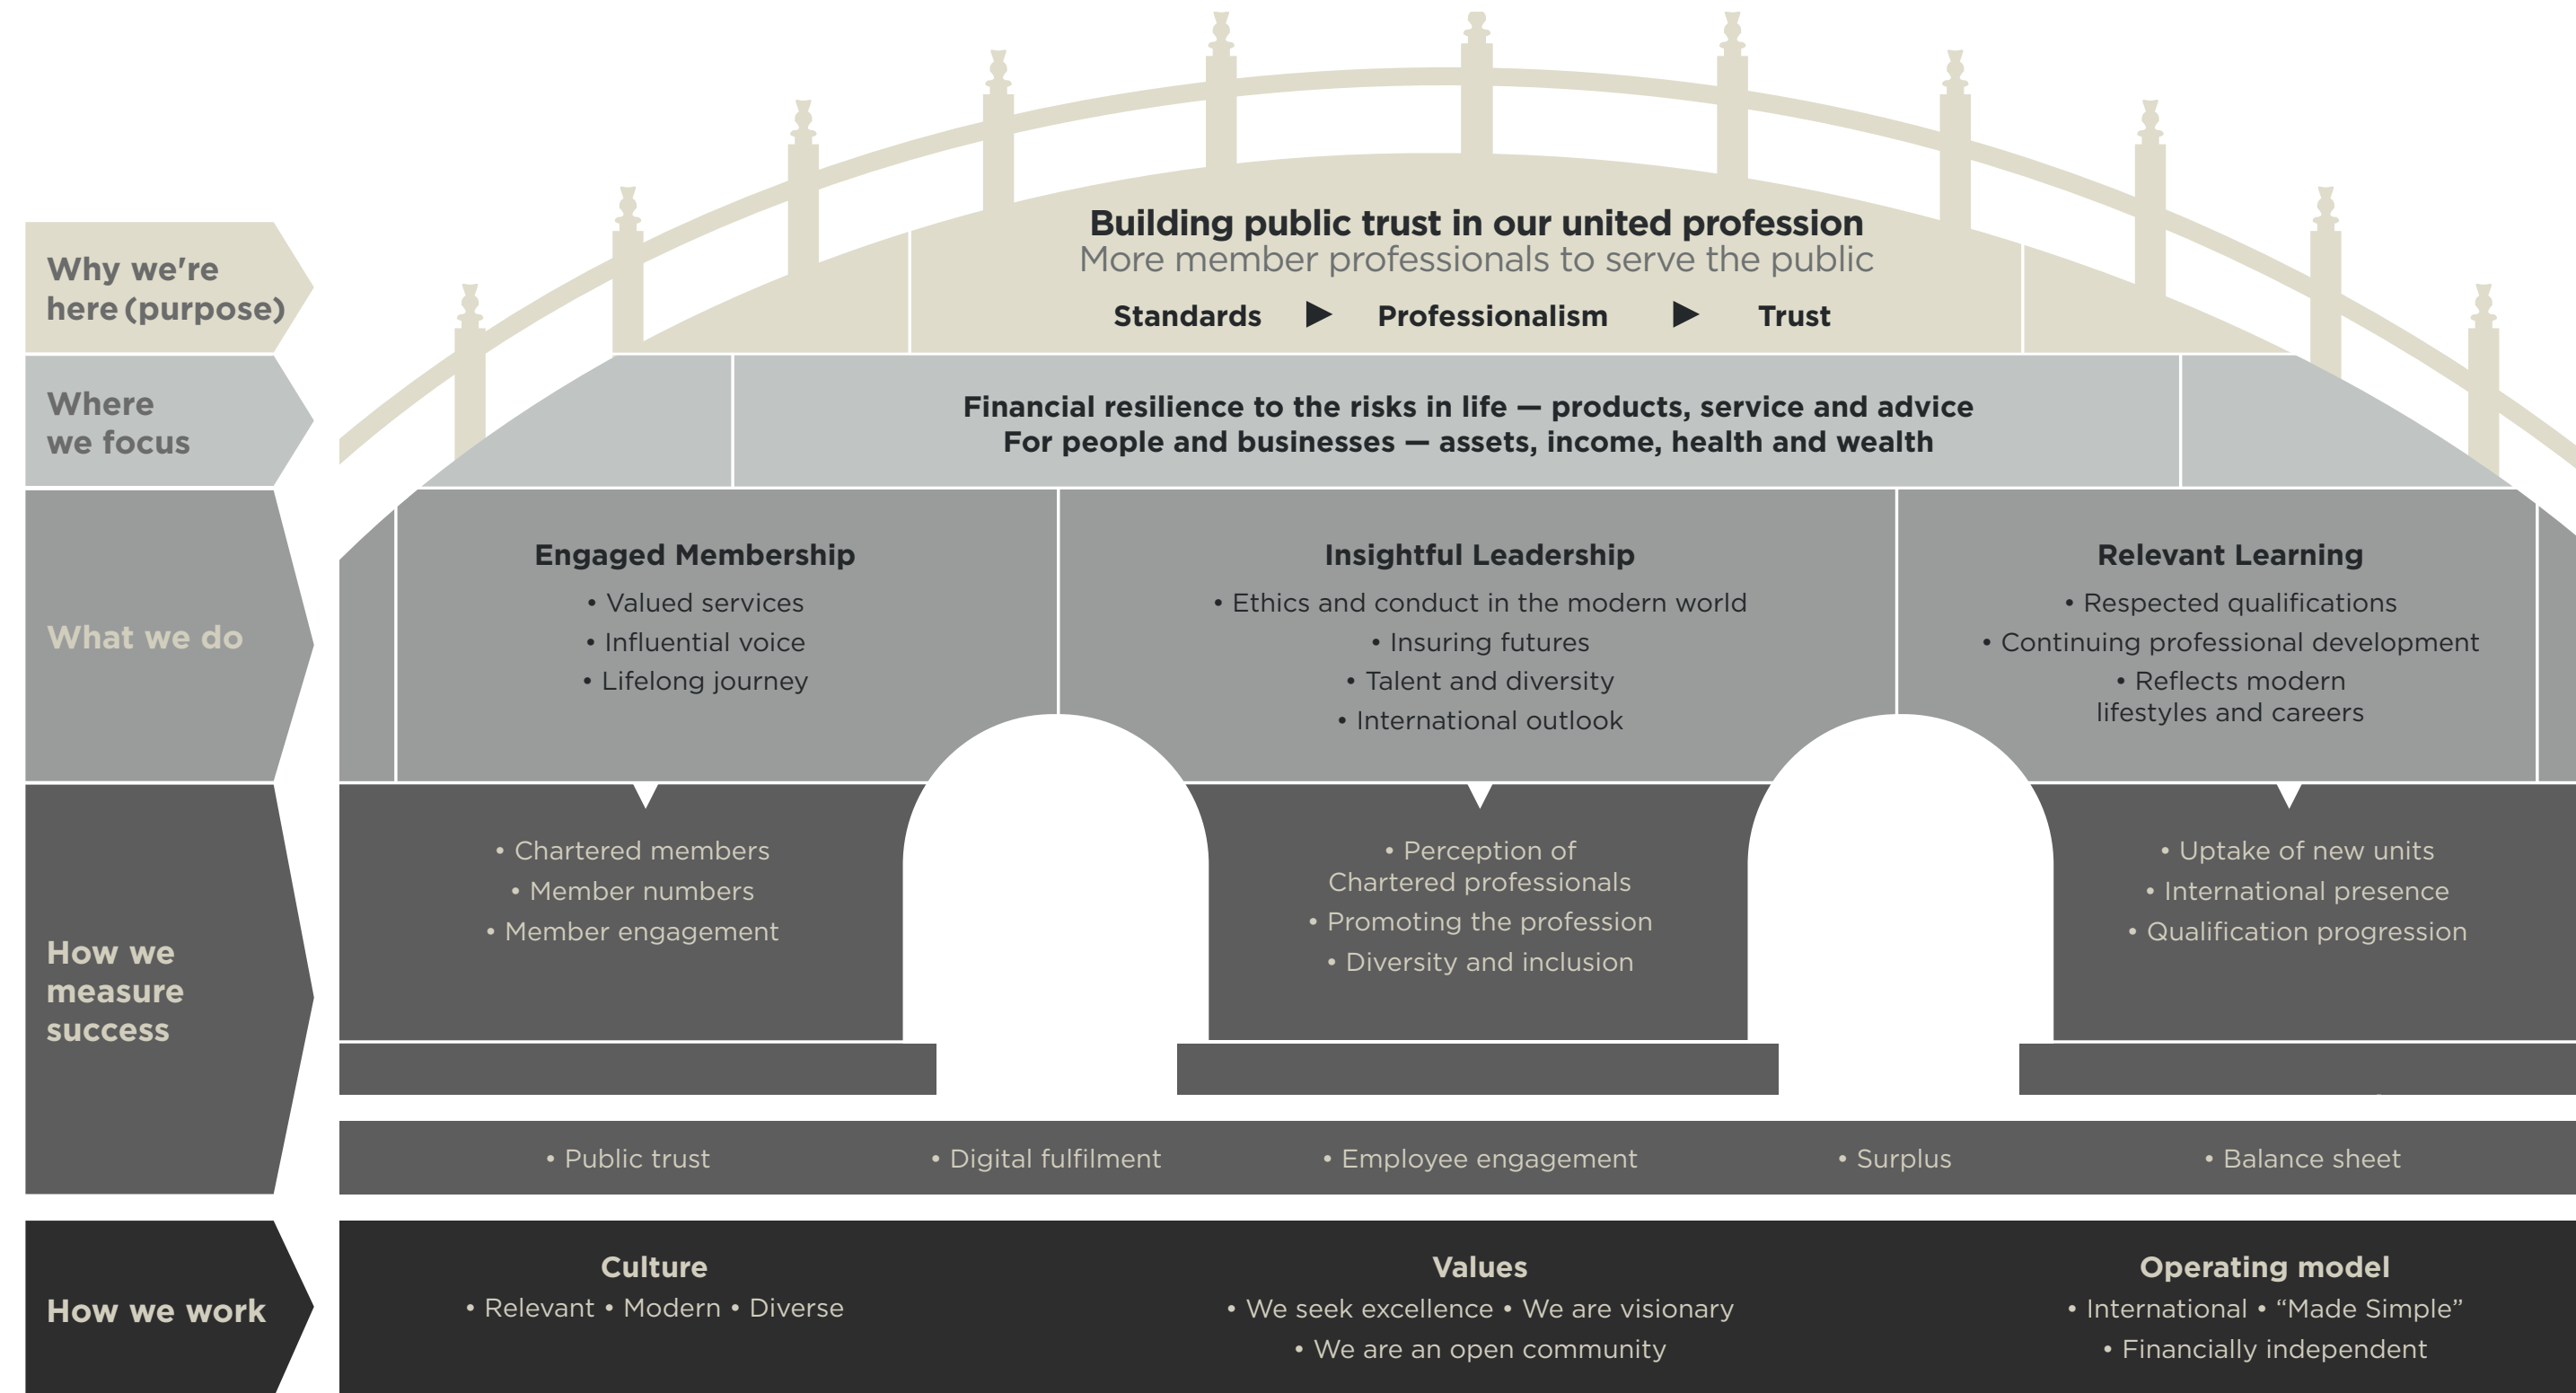 Why we're
here (purpose)
Building public trust in our united profession
More member professionals to serve the public
Standards ▶ Professionalism ▶ Trust
Where
we focus
Financial resilience to the risks in life — products, service and advice
For people and businesses — assets, income, health and wealth
What we do
Engaged Membership
• Valued services
• Influential voice
• Lifelong journey
Insightful Leadership
• Ethics and conduct in the modern world
• Insuring futures
• Talent and diversity
• International outlook
Relevant Learning
• Respected qualifications
• Continuing professional development
• Reflects modern
lifestyles and careers
How we
measure
success
• Chartered members
• Member numbers
• Member engagement
• Perception of
Chartered professionals
• Promoting the profession
• Diversity and inclusion
• Uptake of new units
• International presence
• Qualification progression
• Public trust • Digital fulfilment • Employee engagement • Surplus • Balance sheet
How we work
Culture
• Relevant • Modern • Diverse
Values
• We seek excellence • We are visionary
• We are an open community
Operating model
• International • “Made Simple”
• Financially independent